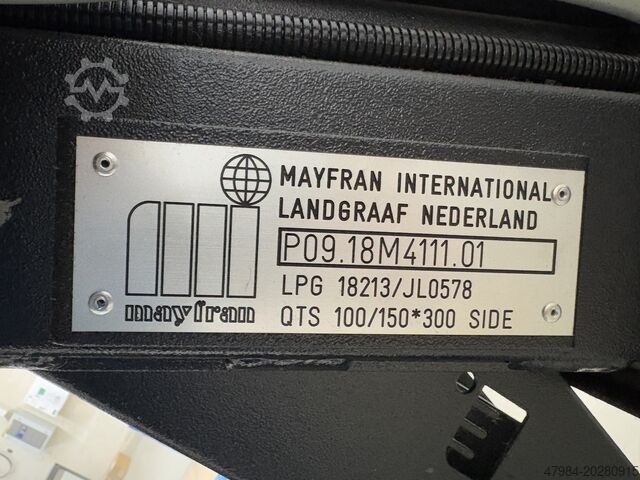 MAYFRAN INTERNATIONAL
LANDGRAAF NEDERLAND
P09.18M4111.01
LPG 18213/JL0578
QTS 100/150*300 SIDE
mayfran
47984-20280915